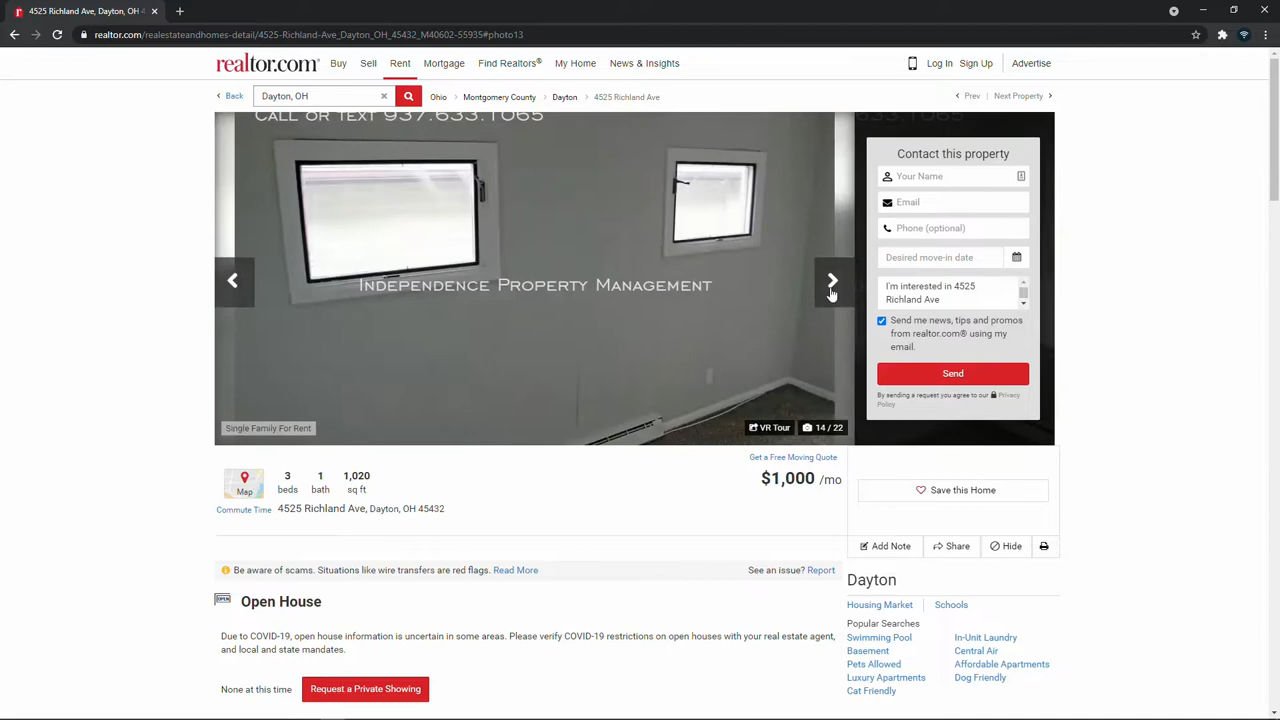 4525 Richland Ave, Dayton, OH 4
realtor.com/realestateandhomes-detail/4525-Richland-Ave_Dayton_OH_45432_M40602-55935#photo13
realtor.com® Buy Sell Rent Mortgage Find Realtors® My Home News & Insights Log In Sign Up Advertise
Back Dayton, OH Ohio Montgomery County Dayton 4525 Richland Ave Prev Next Property
CALL OR TEXT 937.633.1065
Independence Property Management
Single Family For Rent
VR Tour 14 / 22
Contact this property
Your Name
Email
Phone (optional)
Desired move-in date
I'm interested in 4525
Richland Ave
Send me news, tips and promos
from realtor.com® using my
email.
Send
By sending a request you agree to our Privacy
Policy
Get a Free Moving Quote
Map
3 beds
1 bath
1,020 sq ft
$1,000 /mo
Commute Time 4525 Richland Ave, Dayton, OH 45432
Save this Home
Add Note Share Hide
Be aware of scams. Situations like wire transfers are red flags. Read More See an issue? Report
OPEN Open House
Due to COVID-19, open house information is uncertain in some areas. Please verify COVID-19 restrictions on open houses with your real estate agent,
and local and state mandates.
None at this time Request a Private Showing
Dayton
Housing Market Schools
Popular Searches
Swimming Pool In-Unit Laundry
Basement Central Air
Pets Allowed Affordable Apartments
Luxury Apartments Dog Friendly
Cat Friendly